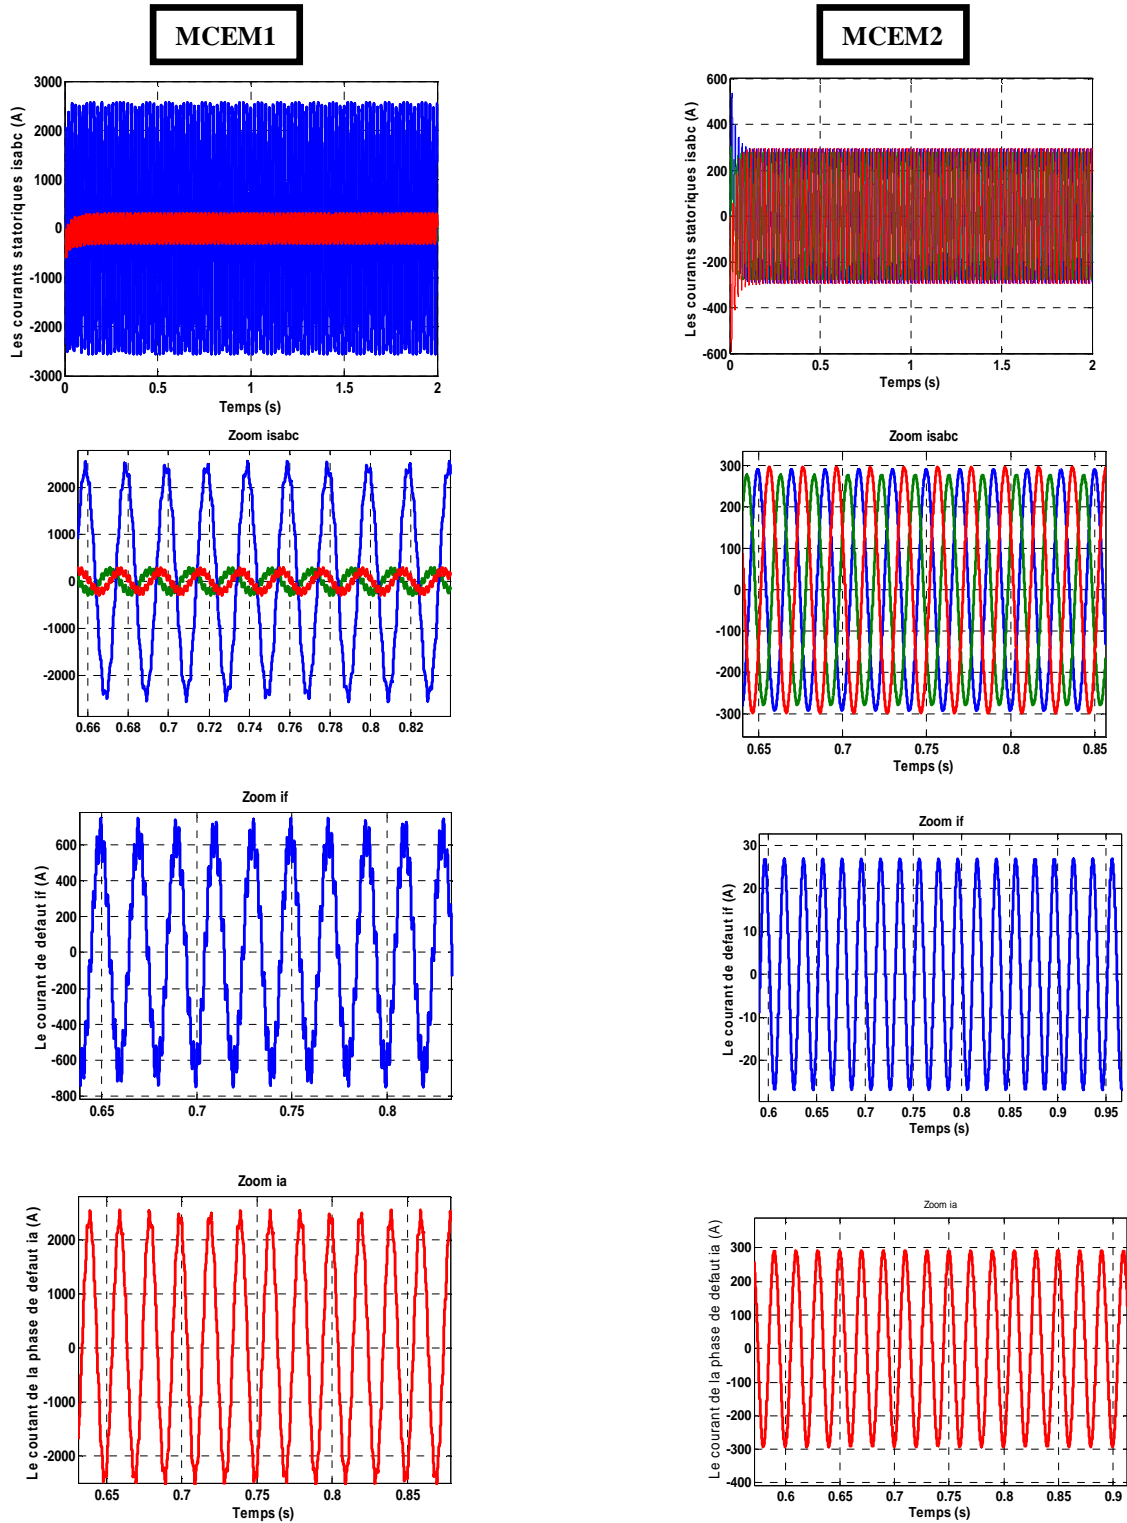 MCEM1
3000
2000
1000
0
-1000
-2000
-3000
0 0.5 1 1.5 2
Temps (s)
Les courants statoriques isabc (A)
Zoom isabc
2000
1000
0
-1000
-2000
0.66 0.68 0.7 0.72 0.74 0.76 0.78 0.8 0.82
Zoom if
600
400
200
0
-200
-400
-600
-800
0.65 0.7 0.75 0.8
Le courant de defaut if (A)
Zoom ia
2000
1000
0
-1000
-2000
0.65 0.7 0.75 0.8 0.85
Temps (s)
Le coutant de la phase de defaut ia (A)
MCEM2
600
400
200
0
-200
-400
-600
0 0.5 1 1.5 2
Temps (s)
Les courants statoriques isabc (A)
Zoom isabc
300
200
100
0
-100
-200
-300
0.65 0.7 0.75 0.8 0.85
Temps (s)
Zoom if
30
20
10
0
-10
-20
0.6 0.65 0.7 0.75 0.8 0.85 0.9 0.95
Temps (s)
Le courant de defaut if (A)
Zoom ia
300
200
100
0
-100
-200
-300
-400
0.6 0.65 0.7 0.75 0.8 0.85 0.9
Temps (s)
Le courant de la phase de defaut ia (A)